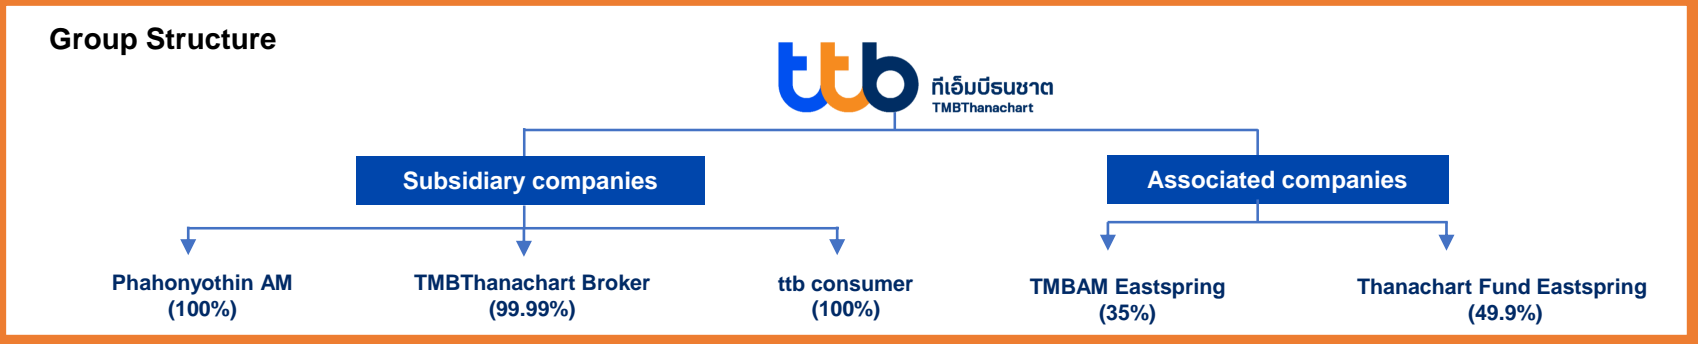 Group Structure
ttb
ทีเอ็มบีธนชาต
TMBThanachart
Subsidiary companies
Associated companies
Phahonyothin AM
(100%)
TMBThanachart Broker
(99.99%)
ttb consumer
(100%)
TMBAM Eastspring
(35%)
Thanachart Fund Eastspring
(49.9%)